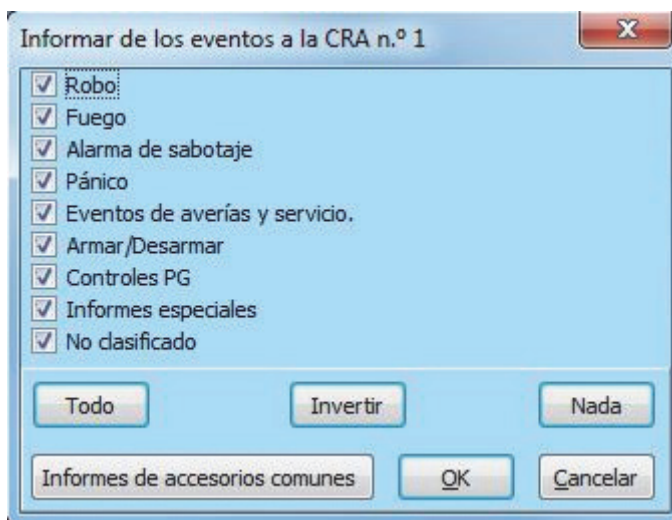 Informar de los eventos a la CRA n.º 1
Robo
Fuego
Alarma de sabotaje
Pánico
Eventos de averías y servicio.
Armar/Desarmar
Controles PG
Informes especiales
No clasificado
Todo Invertir Nada
Informes de accesorios comunes OK Cancelar